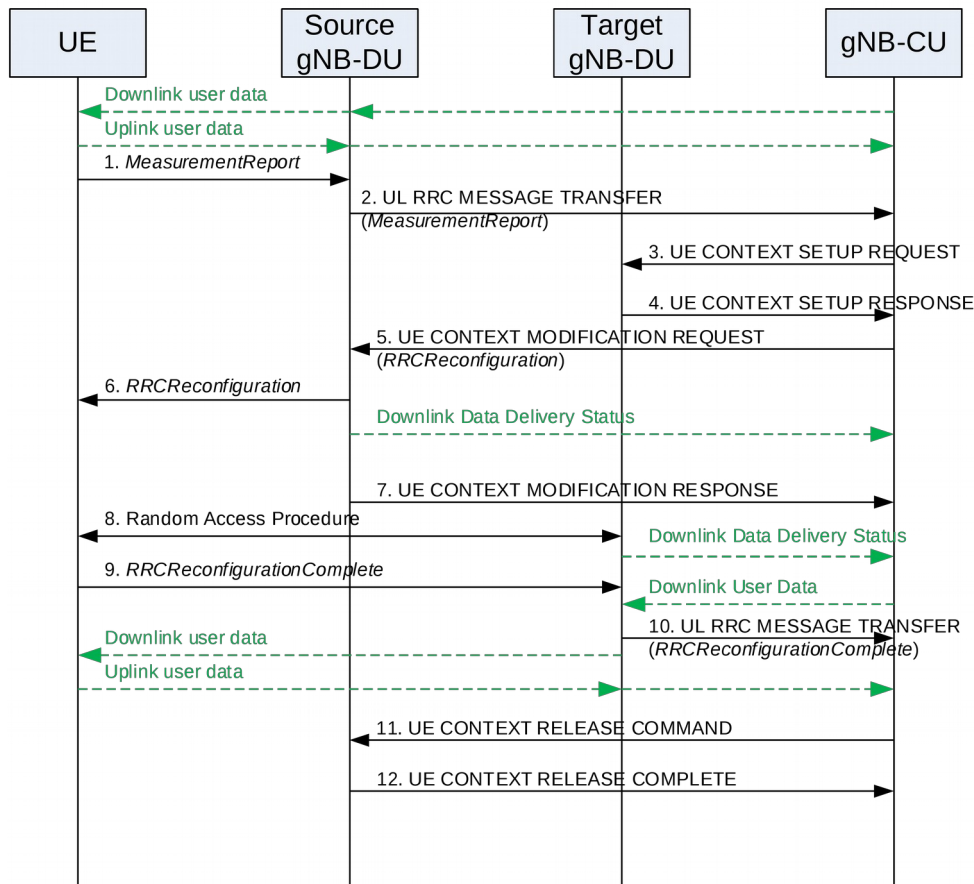 UE
Source
gNB-DU
Target
gNB-DU
gNB-CU
Downlink user data
Uplink user data
1. MeasurementReport
2. UL RRC MESSAGE TRANSFER
(MeasurementReport)
3. UE CONTEXT SETUP REQUEST
4. UE CONTEXT SETUP RESPONSE
5. UE CONTEXT MODIFICATION REQUEST
(RRCReconfiguration)
6. RRCReconfiguration
Downlink Data Delivery Status
7. UE CONTEXT MODIFICATION RESPONSE
8. Random Access Procedure
Downlink Data Delivery Status
9. RRCReconfigurationComplete
Downlink User Data
10. UL RRC MESSAGE TRANSFER
(RRCReconfigurationComplete)
Downlink user data
Uplink user data
11. UE CONTEXT RELEASE COMMAND
12. UE CONTEXT RELEASE COMPLETE